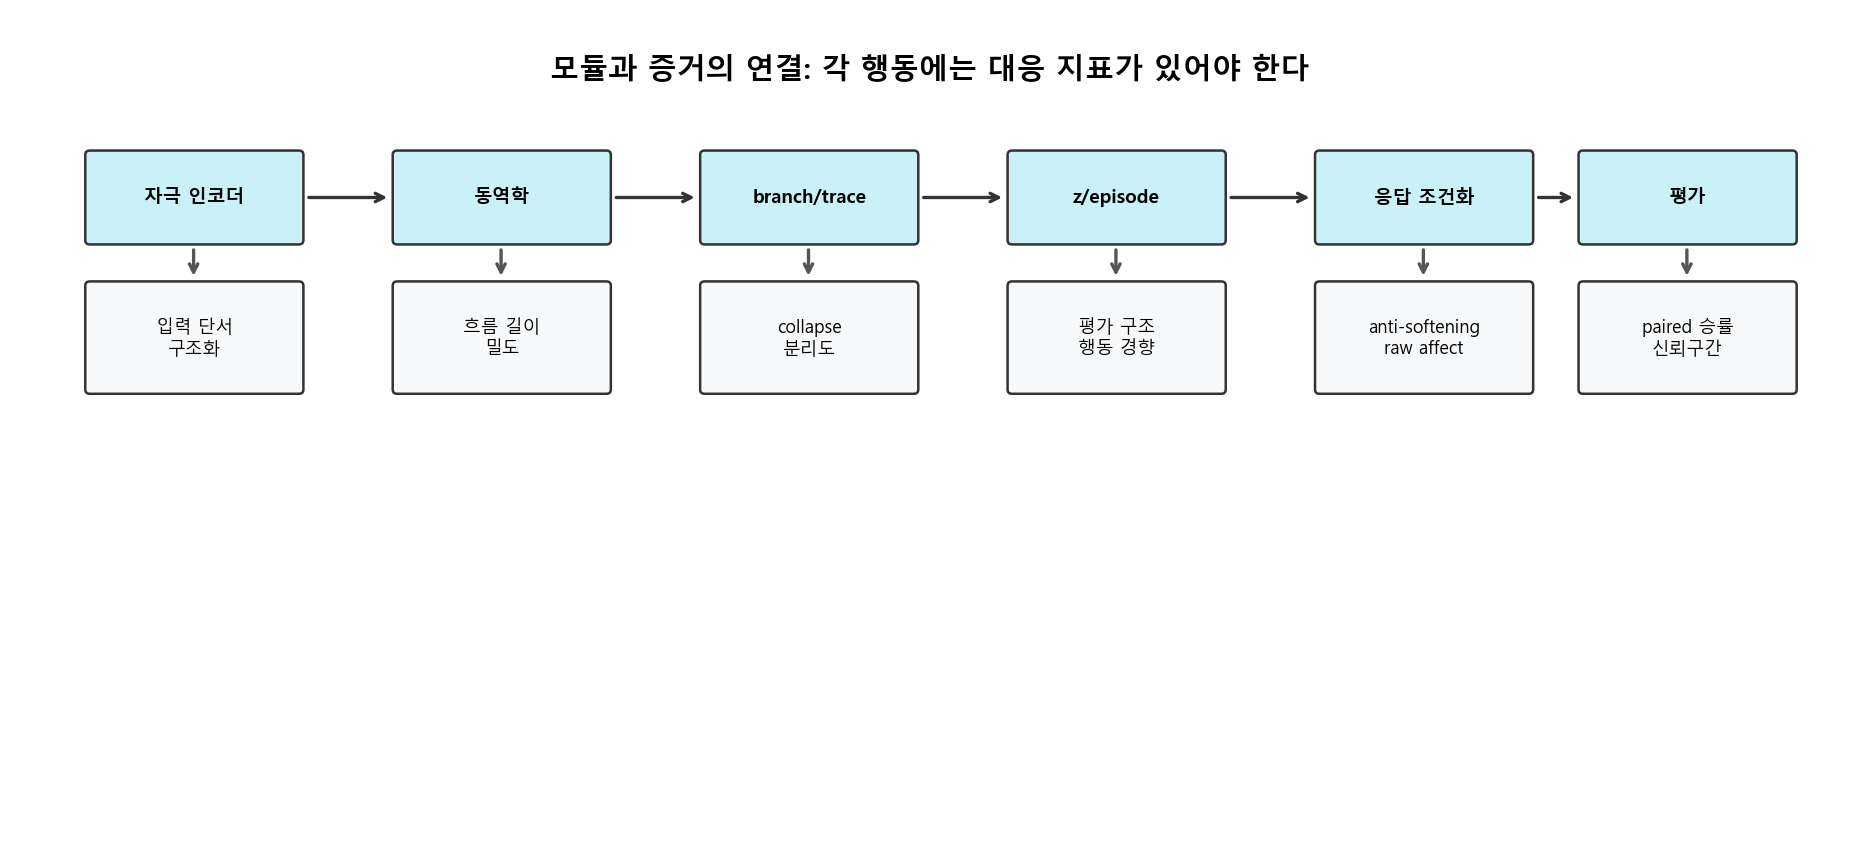 모듈과 증거의 연결: 각 행동에는 대응 지표가 있어야 한다
자극 인코더
동역학
branch/trace
z/episode
응답 조건화
평가
입력 단서
구조화
흐름 길이
밀도
collapse
분리도
평가 구조
행동 경향
anti-softening
raw affect
paired 승률
신뢰구간